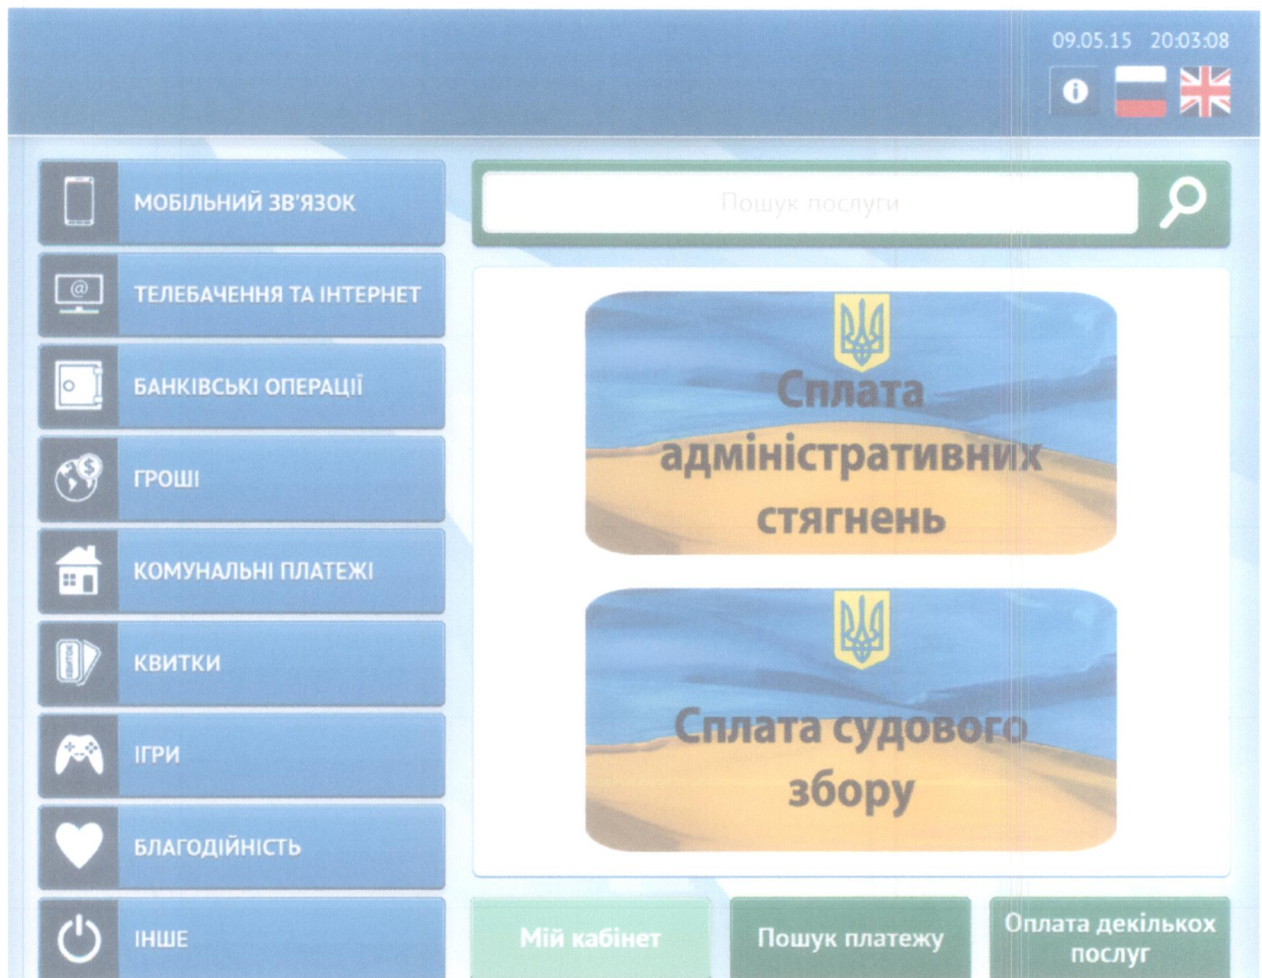 09.05.15 20:03:08
МОБІЛЬНИЙ ЗВ'ЯЗОК
ТЕЛЕБАЧЕННЯ ТА ІНТЕРНЕТ
БАНКІВСЬКІ ОПЕРАЦІЇ
ГРОШІ
КОМУНАЛЬНІ ПЛАТЕЖІ
КВИТОК
КВИТКИ
ІГРИ
БЛАГОДІЙНІСТЬ
ІНШЕ
Пошук послуги
Сплата
адміністративних
стягнень
Сплата судового
збору
Мій кабінет
Пошук платежу
Оплата декількох
послуг